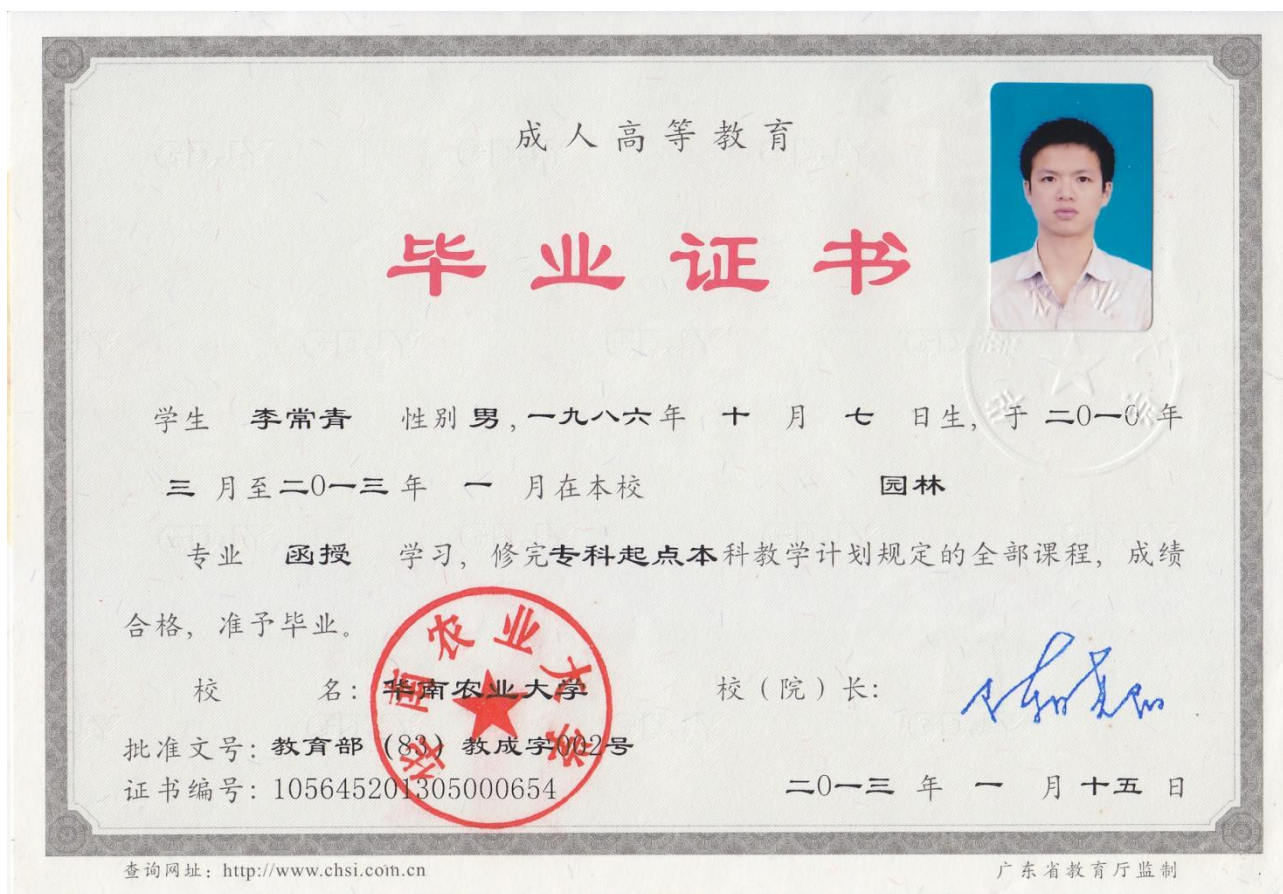 成人高等教育
毕业证书
学生 李常青 性别 男,一九八六年 十 月 七 日生,于 二0一0 年
三 月至二0一三 年 一 月在本校 园林
专业 函授 学习,修完专科起点本科教学计划规定的全部课程,成绩
合格,准予毕业。
校 名:华南农业大学 校(院)长:
华南农业大学
批准文号:教育部(83)教成字002号
证书编号:105645201305000654 二0一三 年 一 月 十五 日
查询网址:http://www.chsi.com.cn 广东省教育厅监制